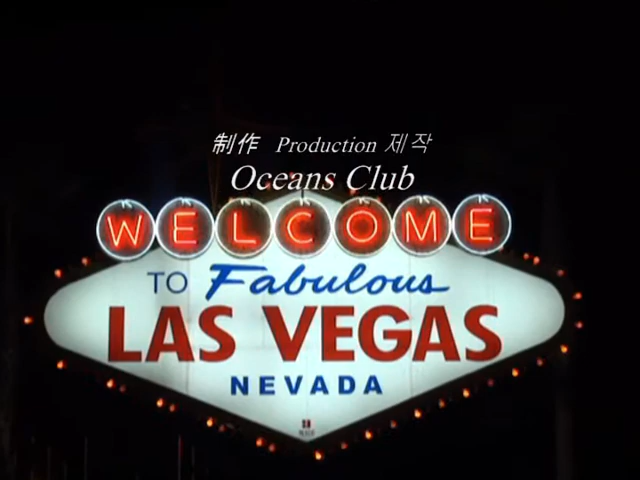 制作 Production 제작
Oceans Club
WELCOME
TO Fabulous
LAS VEGAS
NEVADA